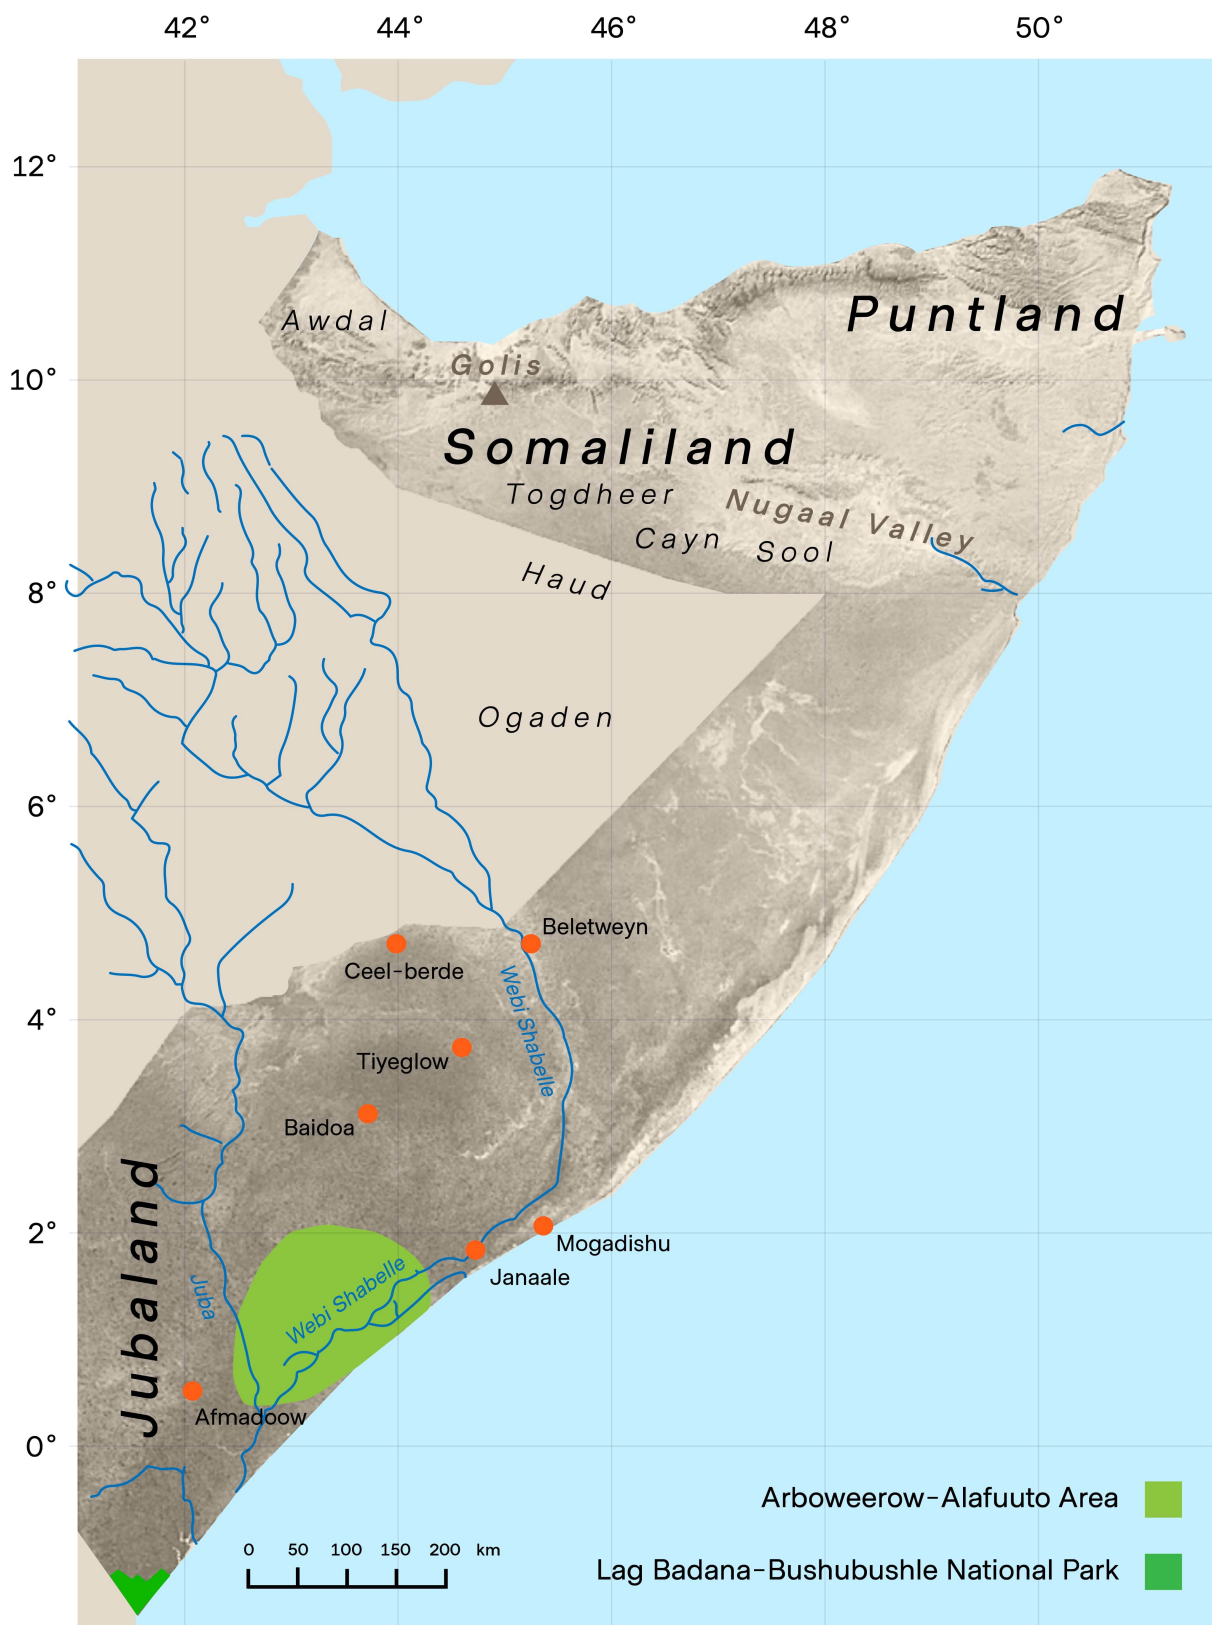 42° 44° 46° 48° 50°
12°
Puntland
Awdal
Golis
10°
Somaliland
Togdheer
Nugaal Valley
Cayn
Sool
Haud
8°
Ogaden
6°
Beletweyn
Ceel-berde
Webi Shabelle
4°
Tiyeglow
Baidoa
Jubaland
2°
Mogadishu
Janaale
Webi Shabelle
Juba
Afmadoow
0°
Arboweerow-Alafuuto Area
0 50 100 150 200 km
Lag Badana-Bushubushle National Park